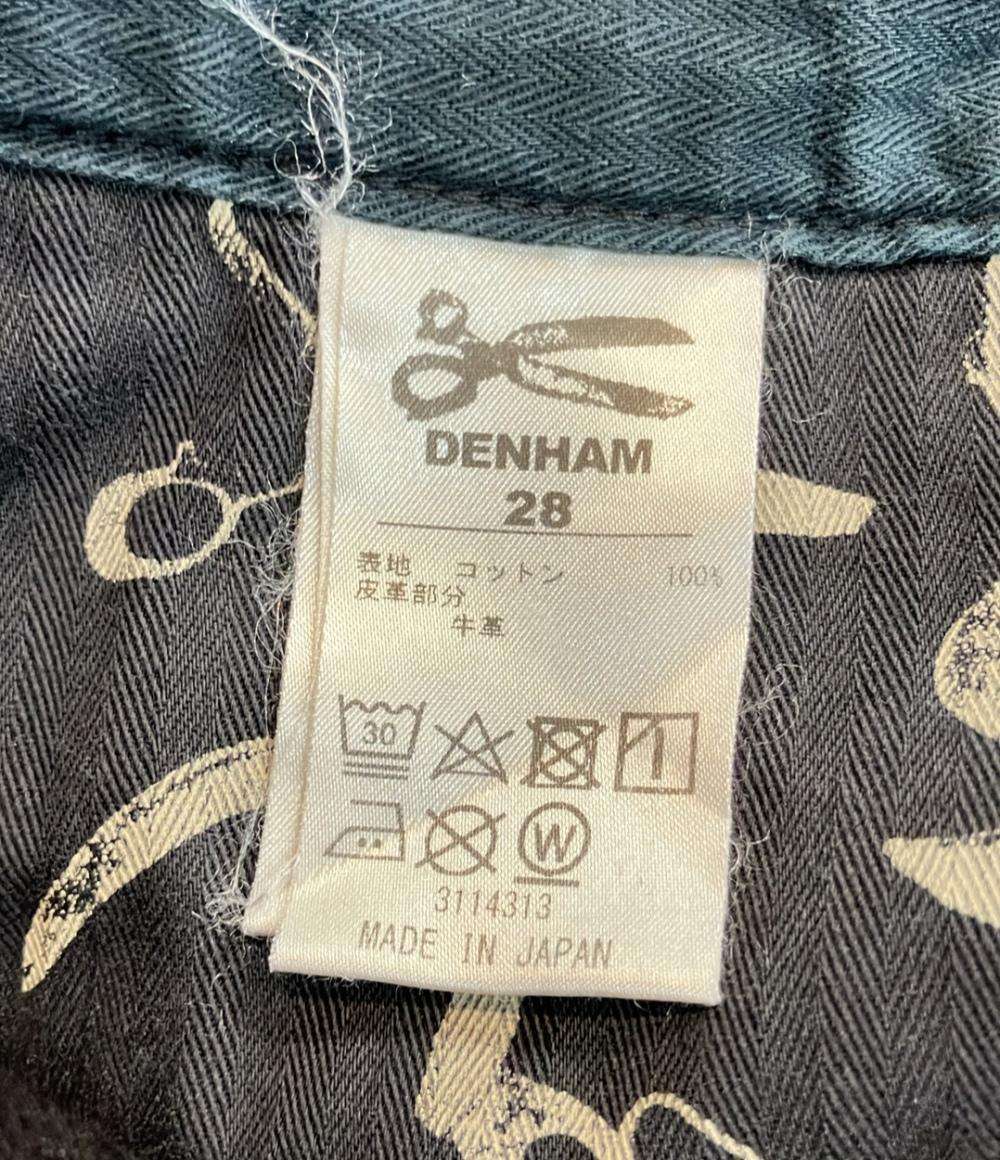 DENHAM
28
表地 コットン 100%
皮革部分
牛革
30
W
3114313
MADE IN JAPAN